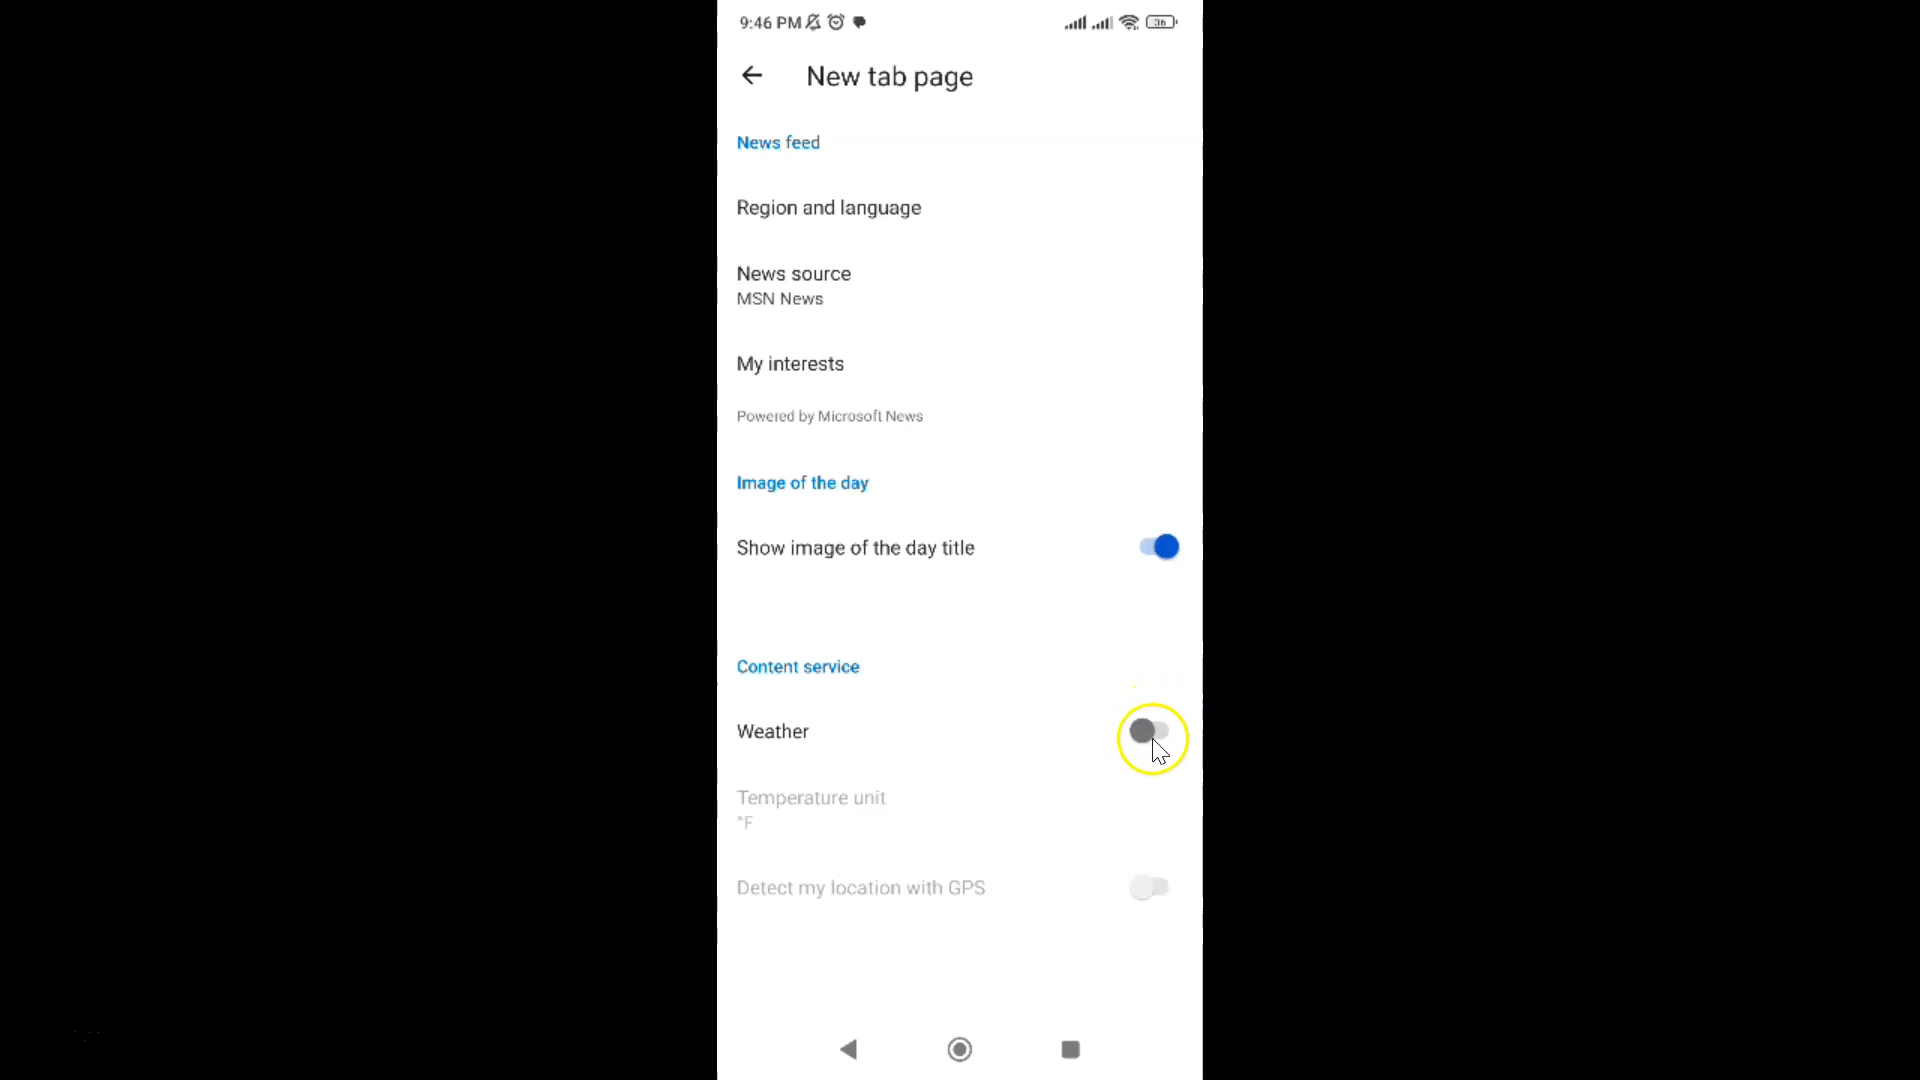 9:46 PM
36
New tab page
News feed
Region and language
News source
MSN News
My interests
Powered by Microsoft News
Image of the day
Show image of the day title
Content service
Weather
Temperature unit
°F
Detect my location with GPS